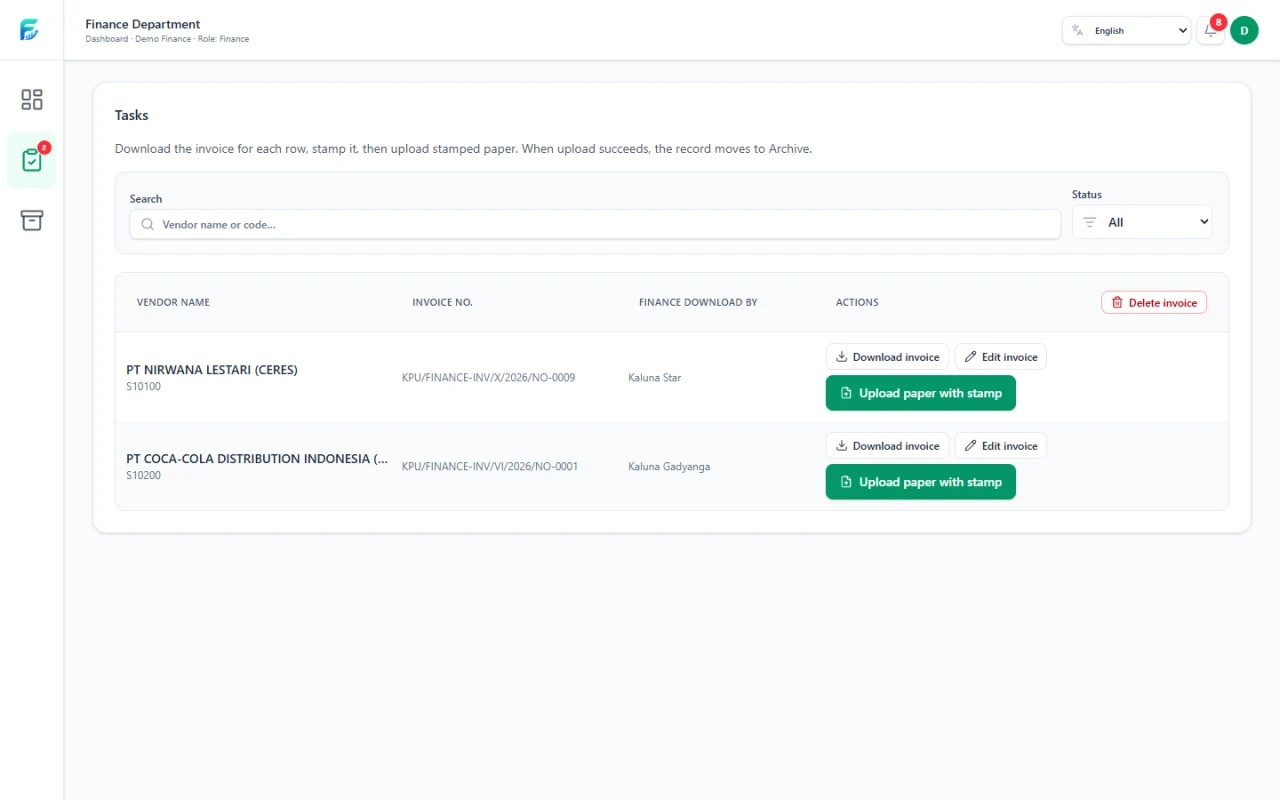 Finance Department
Dashboard · Demo Finance · Role: Finance
English
8
D
2
Tasks
Download the invoice for each row, stamp it, then upload stamped paper. When upload succeeds, the record moves to Archive.
Search
Vendor name or code...
Status
All
VENDOR NAME
INVOICE NO.
FINANCE DOWNLOAD BY
ACTIONS
Delete invoice
PT NIRWANA LESTARI (CERES)
S10100
KPU/FINANCE-INV/X/2026/NO-0009
Kaluna Star
Download invoice
Edit invoice
Upload paper with stamp
PT COCA-COLA DISTRIBUTION INDONESIA (...
S10200
KPU/FINANCE-INV/VI/2026/NO-0001
Kaluna Gadyanga
Download invoice
Edit invoice
Upload paper with stamp